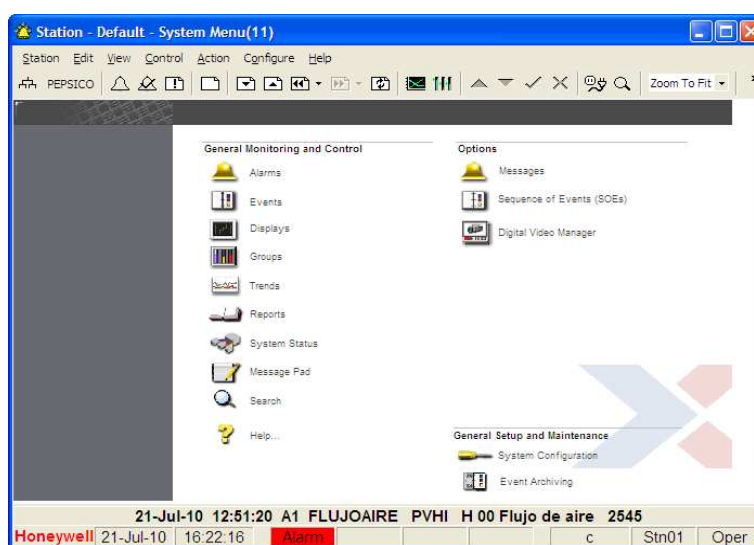 Station - Default - System Menu(11)
Station Edit View Control Action Configure Help
PEPSICO Zoom To Fit
General Monitoring and Control
Alarms
Events
Displays
Groups
Trends
Reports
System Status
Message Pad
Search
Help...
Options
Messages
Sequence of Events (SOEs)
Digital Video Manager
General Setup and Maintenance
System Configuration
Event Archiving
21-Jul-10 12:51:20 A1 FLUJOAIRE PVHI H 00 Flujo de aire 2545
Honeywell 21-Jul-10 16:22:16 Alarm c Stn01 Oper